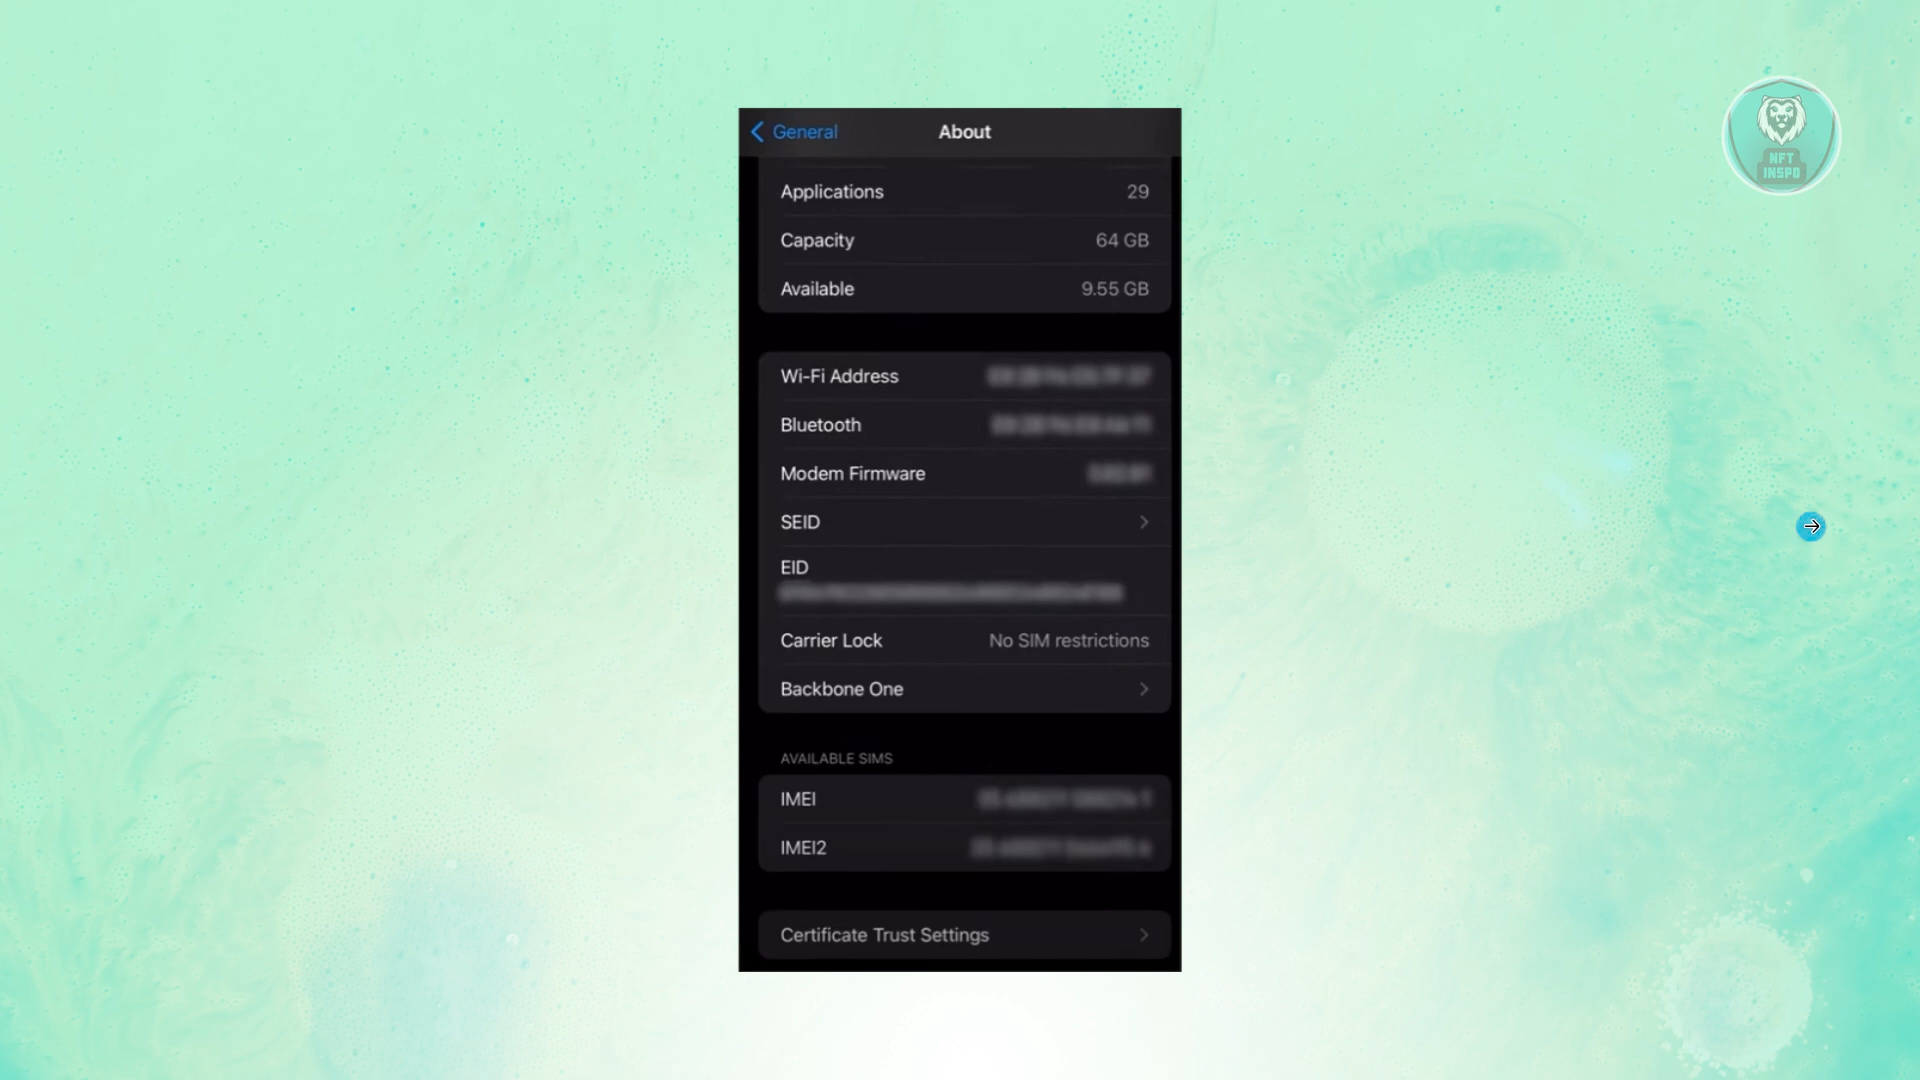 General
About
Applications 29
Capacity 64 GB
Available 9.55 GB
Wi-Fi Address
Bluetooth
Modem Firmware
SEID
EID
Carrier Lock No SIM restrictions
Backbone One
AVAILABLE SIMS
IMEI
IMEI2
Certificate Trust Settings
NFT
INSPO